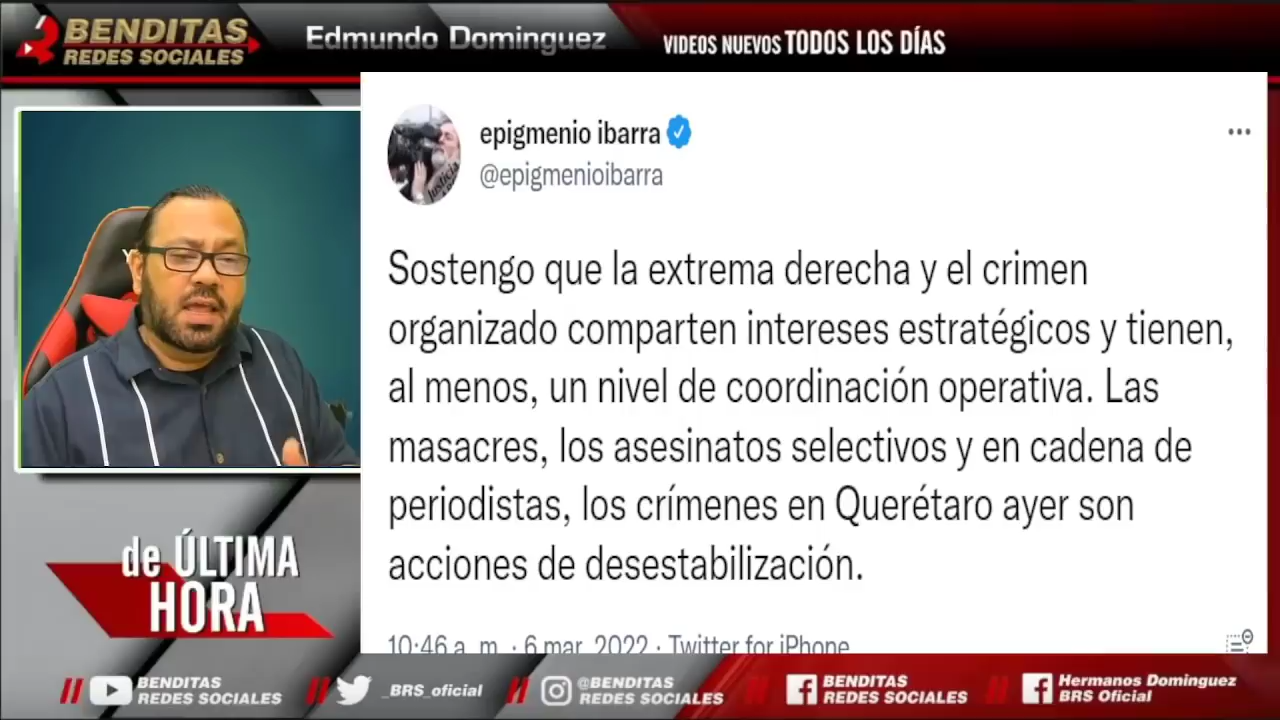 BENDITAS
REDES SOCIALES
Edmundo Dominguez
VIDEOS NUEVOS TODOS LOS DÍAS
epigmenio ibarra
@epigmenioibarra
Sostengo que la extrema derecha y el crimen
organizado comparten intereses estratégicos y tienen,
al menos, un nivel de coordinación operativa. Las
masacres, los asesinatos selectivos y en cadena de
periodistas, los crímenes en Querétaro ayer son
acciones de desestabilización.
10:46 a. m. · 6 mar. 2022 · Twitter for iPhone
de ÚLTIMA
HORA
BENDITAS
REDES SOCIALES
_BRS_oficial
@BENDITAS
REDES SOCIALES
BENDITAS
REDES SOCIALES
Hermanos Dominguez
BRS Oficial